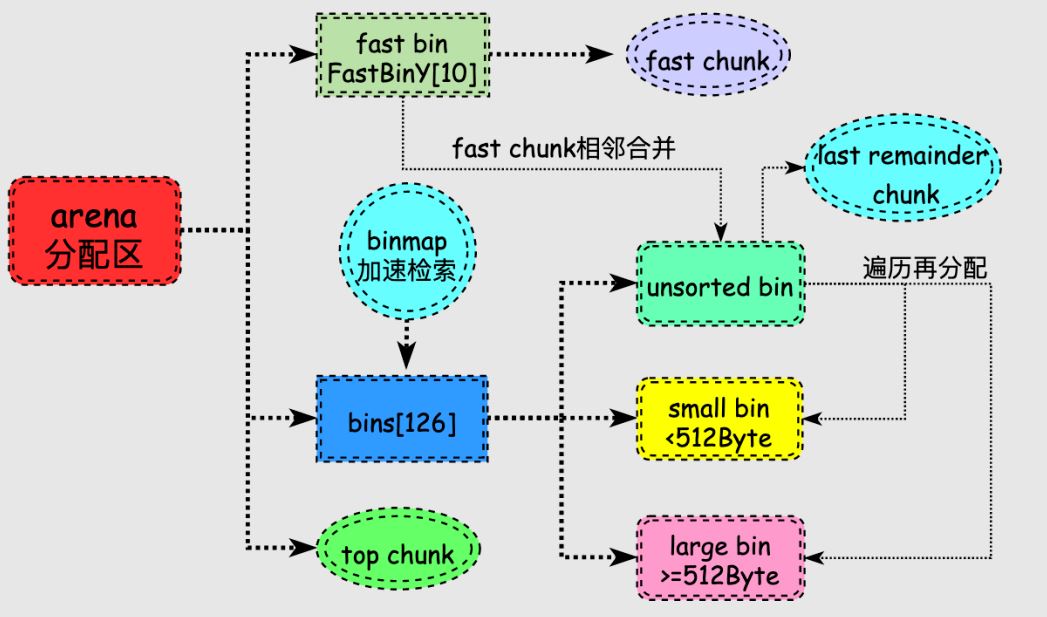 fast bin
FastBinY[10]
fast chunk
fast chunk相邻合并
last remainder
chunk
arena
分配区
binmap
加速检索
unsorted bin
遍历再分配
bins[126]
small bin
<512Byte
top chunk
large bin
>=512Byte